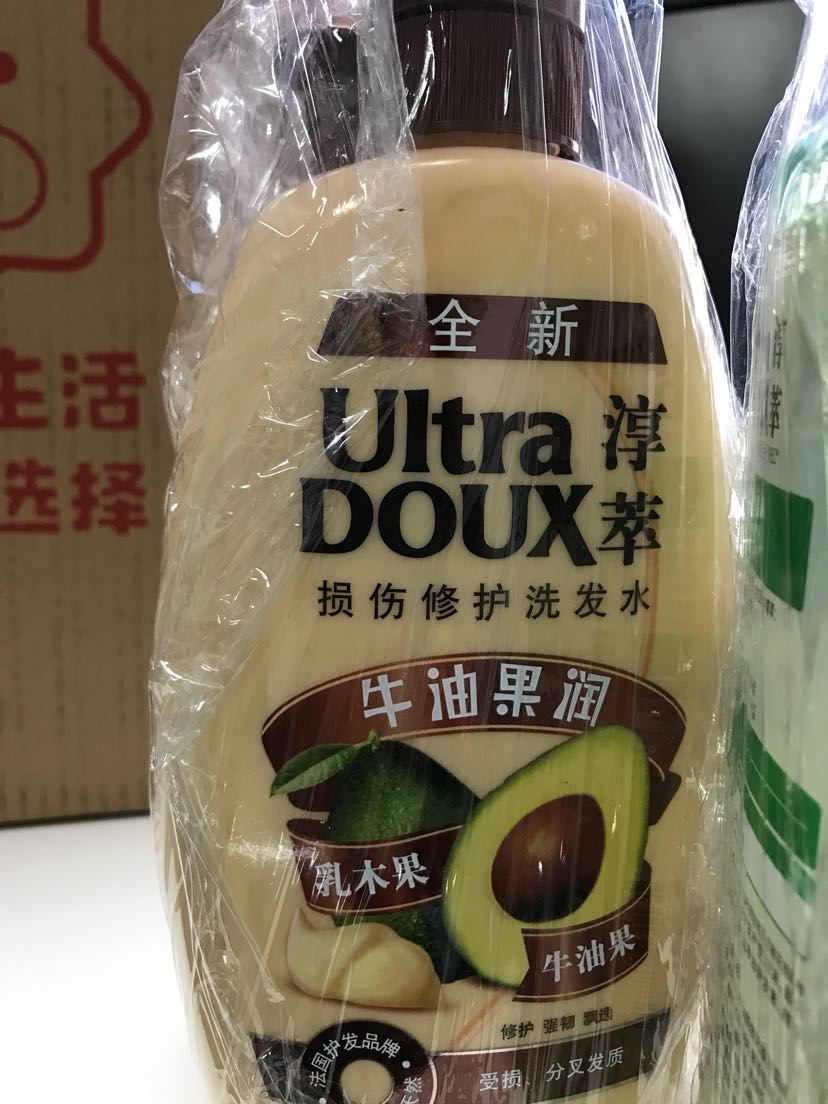 生活
选择
全新
Ultra
DOUX
淳萃
损伤修护洗发水
牛油果润
乳木果
牛油果
修护 强韧 飘逸
法国护发品牌
受损、分叉发质